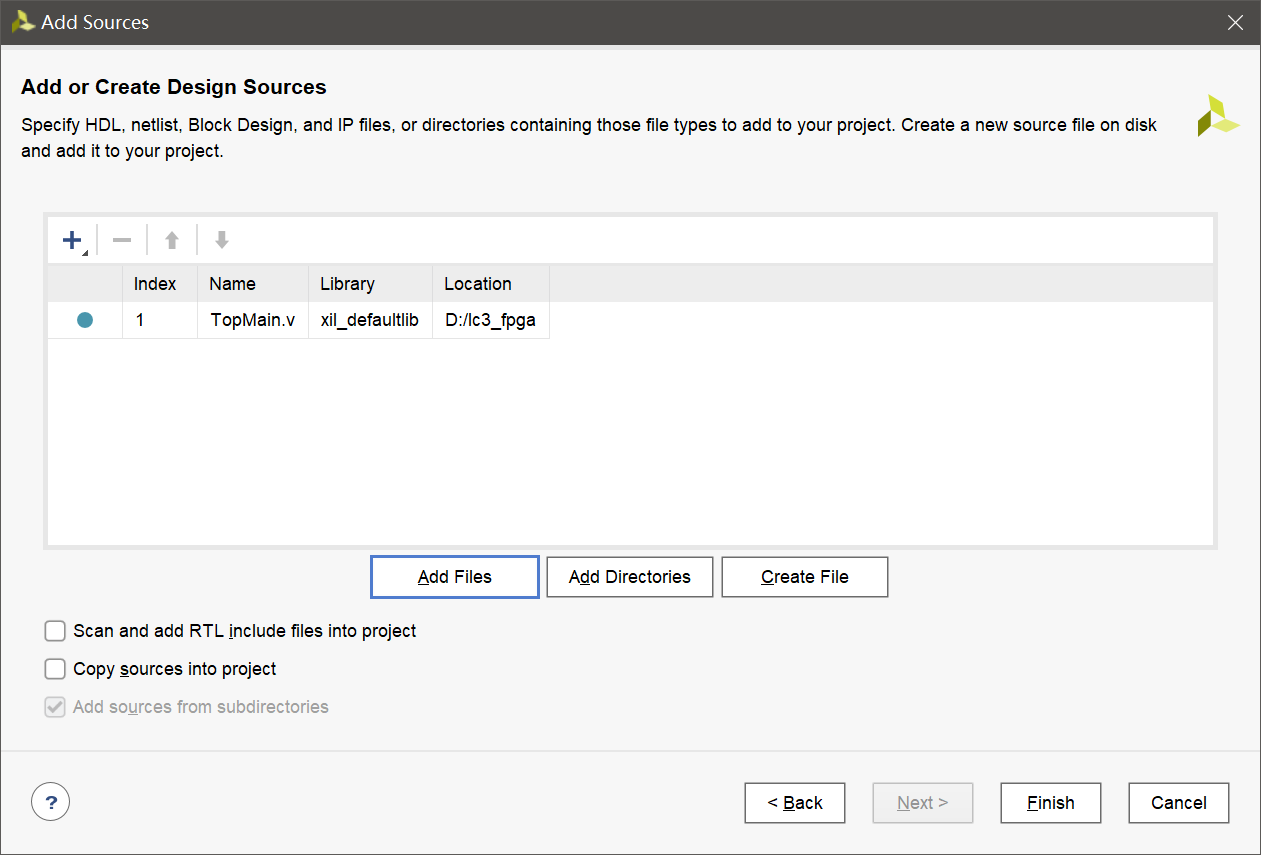 Add Sources
Add or Create Design Sources
Specify HDL, netlist, Block Design, and IP files, or directories containing those file types to add to your project. Create a new source file on disk
and add it to your project.
Index Name Library Location
1 TopMain.v xil_defaultlib D:/lc3_fpga
Add Files Add Directories Create File
Scan and add RTL include files into project
Copy sources into project
Add sources from subdirectories
? < Back Next > Finish Cancel